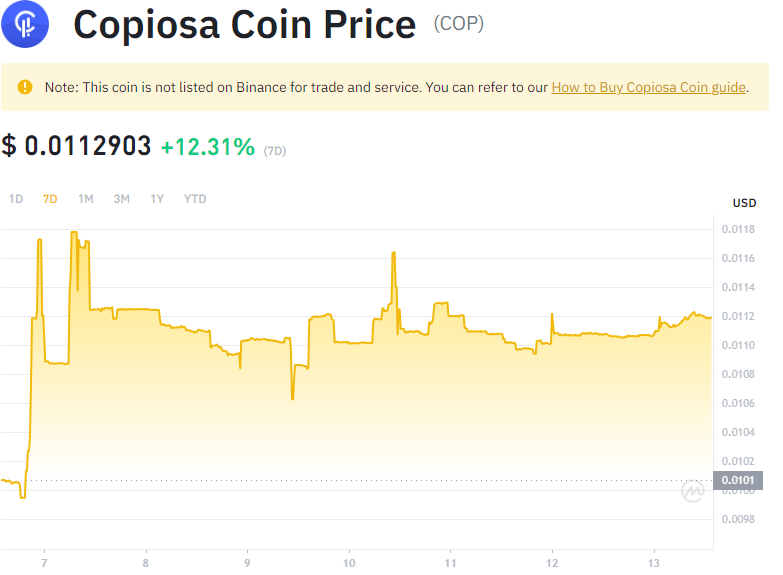 Copiosa Coin Price (COP)
Note: This coin is not listed on Binance for trade and service. You can refer to our How to Buy Copiosa Coin guide.
$ 0.0112903 +12.31% (7D)
1D 7D 1M 3M 1Y YTD
USD
0.0118
0.0116
0.0114
0.0112
0.0110
0.0108
0.0106
0.0104
0.0102
0.0101
0.0100
0.0098
7 8 9 10 11 12 13